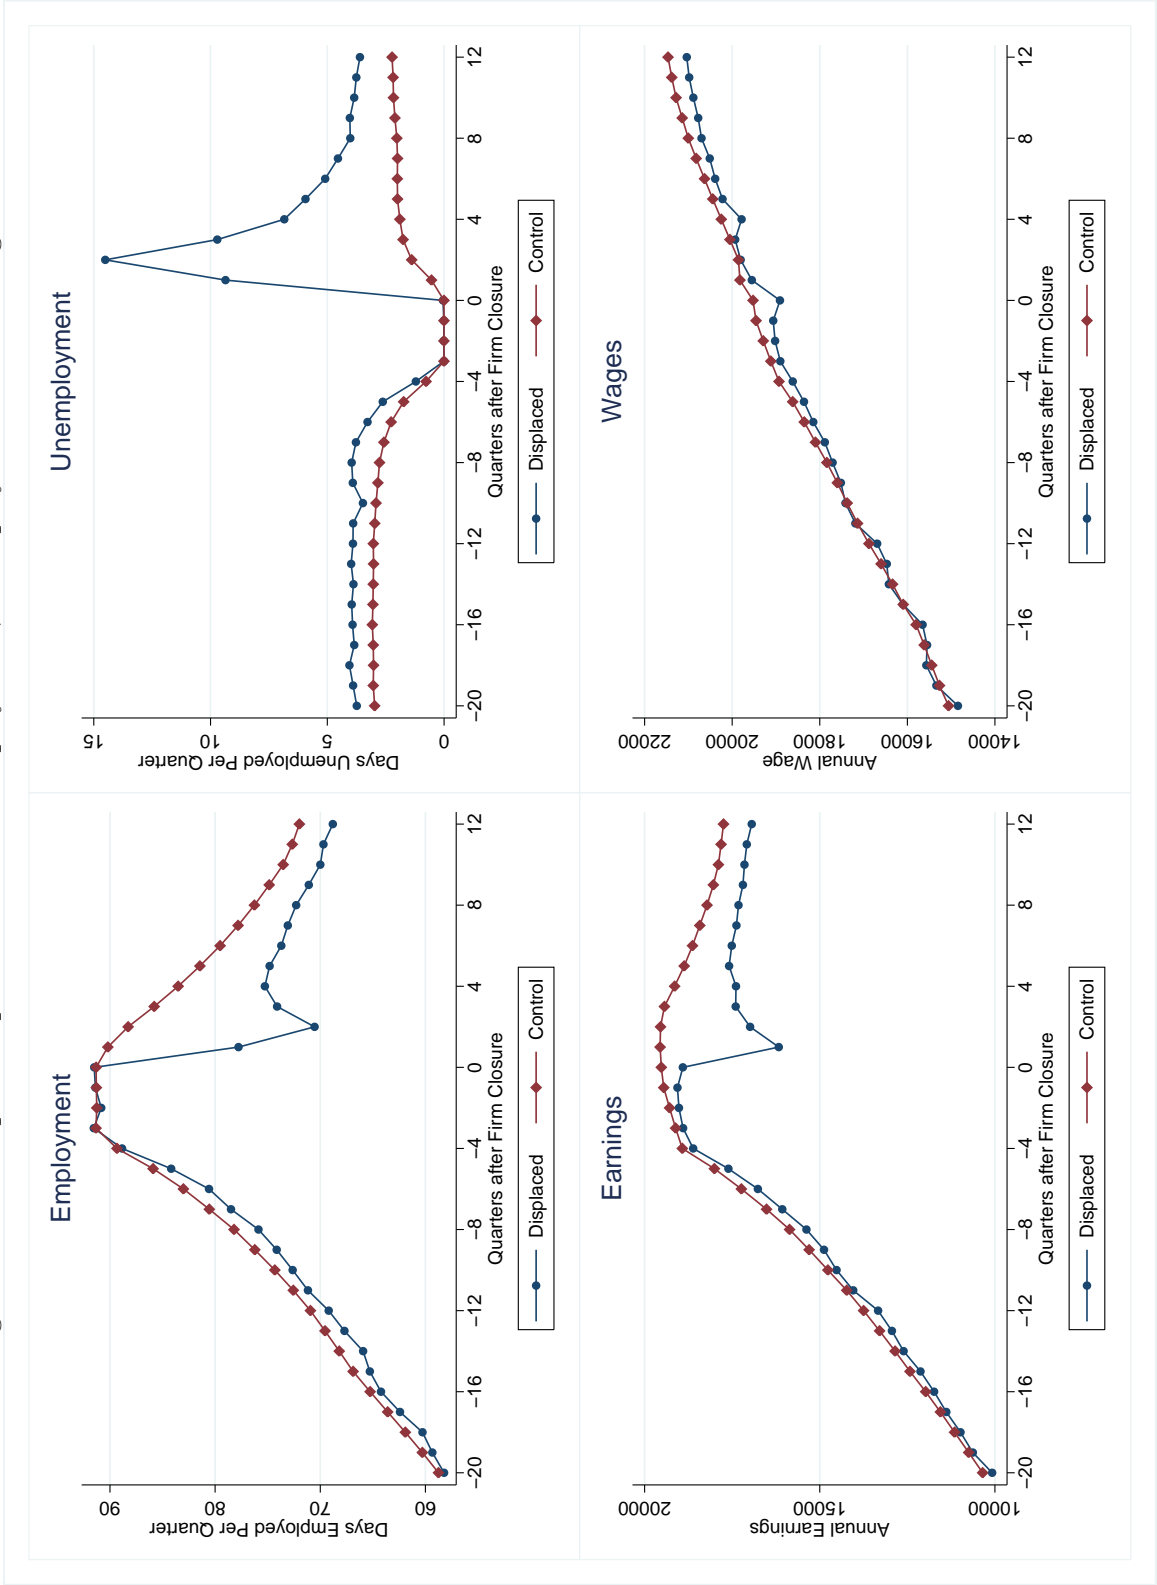 Employment
Days Employed Per Quarter
90
80
70
60
−20 −16 −12 −8 −4 0 4 8 12
Quarters after Firm Closure
Displaced Control
Unemployment
Days Unemployed Per Quarter
15
10
5
0
−20 −16 −12 −8 −4 0 4 8 12
Quarters after Firm Closure
Displaced Control
Earnings
Annual Earnings
20000
15000
10000
−20 −16 −12 −8 −4 0 4 8 12
Quarters after Firm Closure
Displaced Control
Wages
Annual Wage
22000
20000
18000
16000
14000
−20 −16 −12 −8 −4 0 4 8 12
Quarters after Firm Closure
Displaced Control